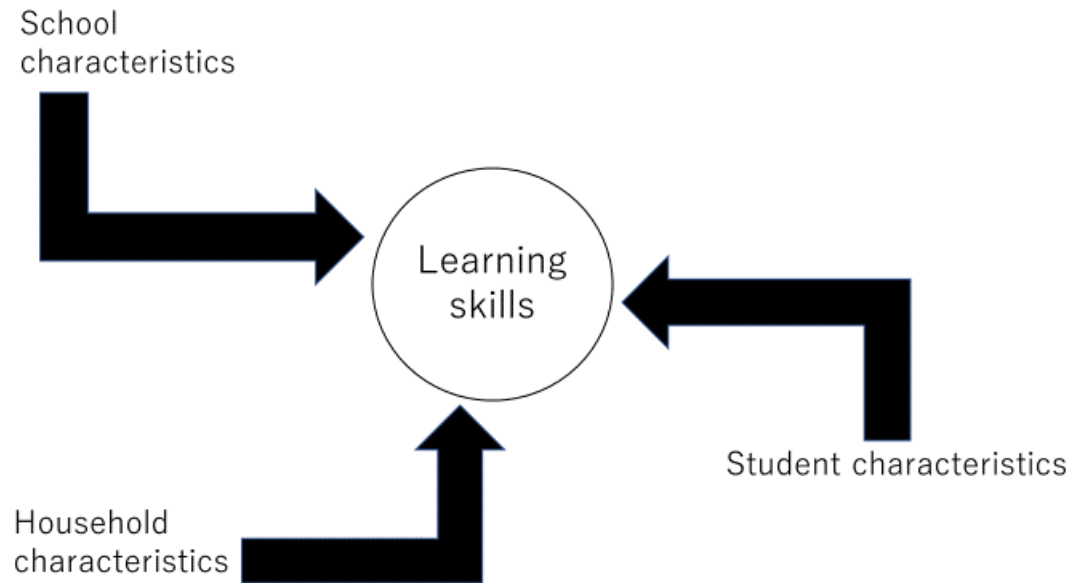 School
characteristics
Learning
skills
Student characteristics
Household
characteristics